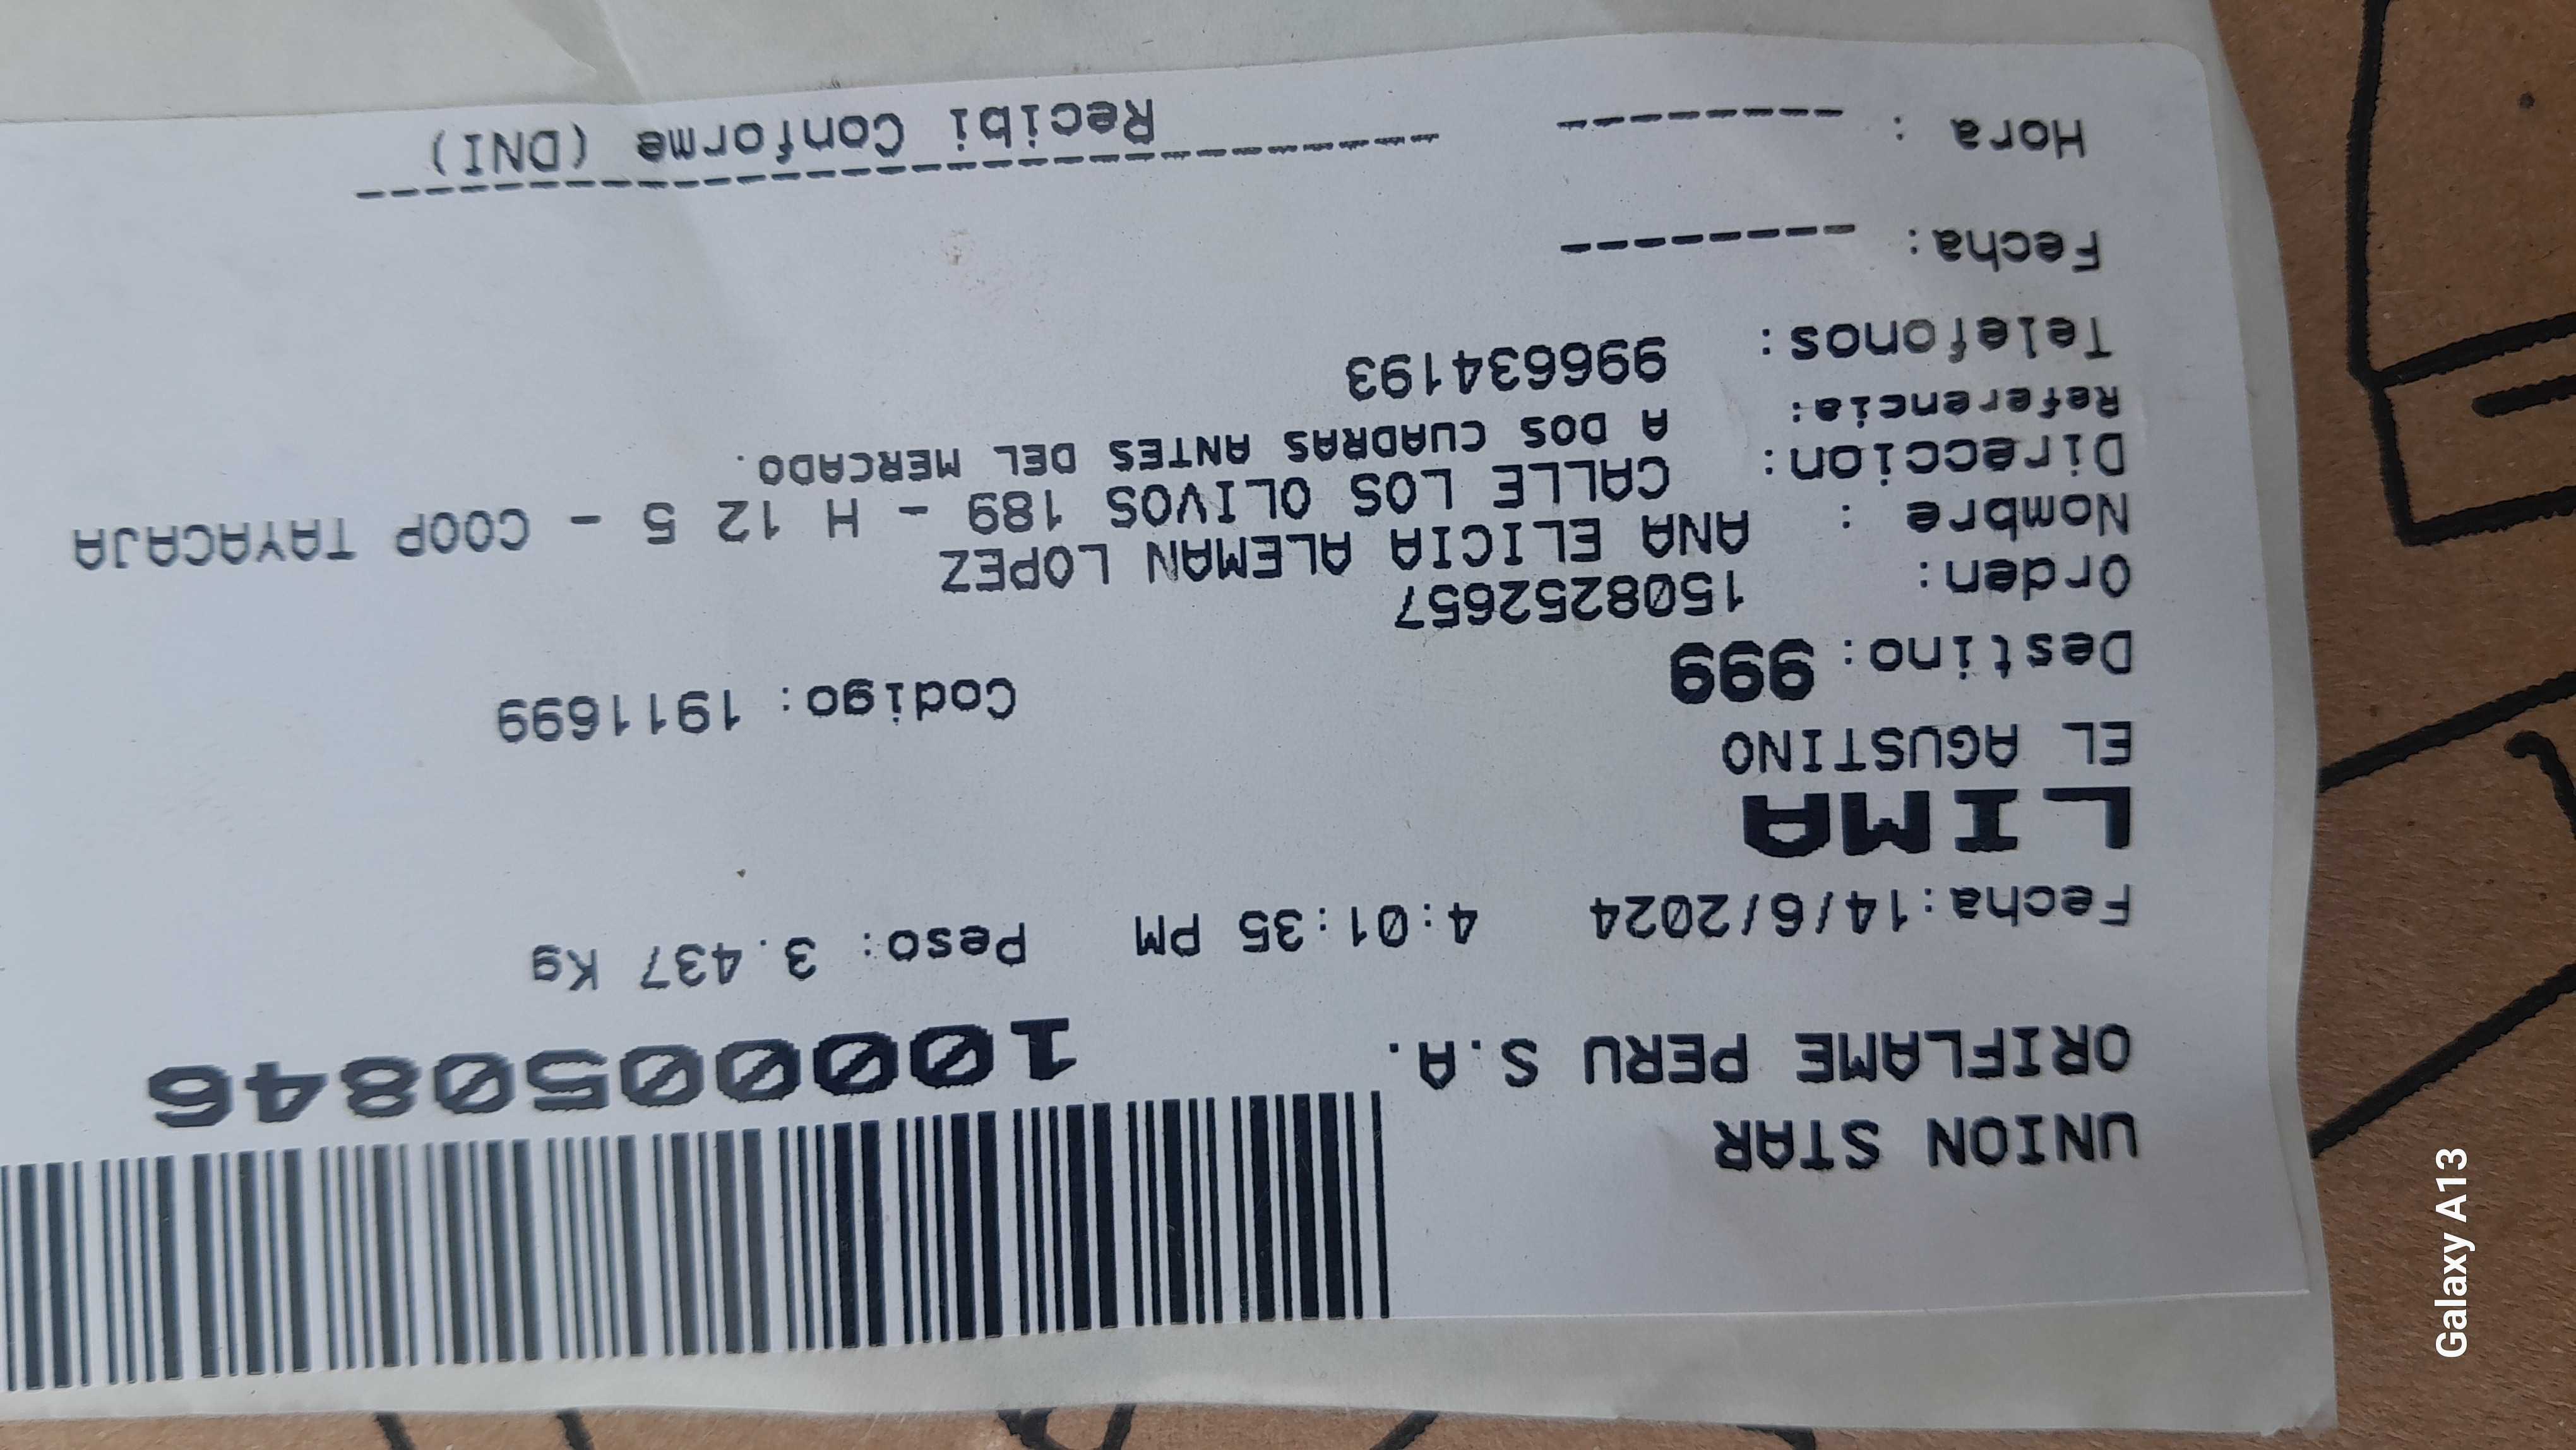 UNION STAR
ORIFLAME PERU S.A.
10000500846
Fecha:14/6/2024 4:01:35 PM Peso: 3.437 Kg
LIMA
EL AGUSTINO
Destino: 999 Codigo: 1911699
Orden: 1508252657
Nombre : ANA ELICIA ALEMAN LOPEZ
Direccion: CALLE LOS OLIVOS 189 - H 12 5 - COOP TAYACAJA
Referencia: A DOS CUADRAS ANTES DEL MERCADO.
Telefonos: 996634193
Fecha: ---------
Hora : ---------
Recibi Conforme (DNI)
Galaxy A13